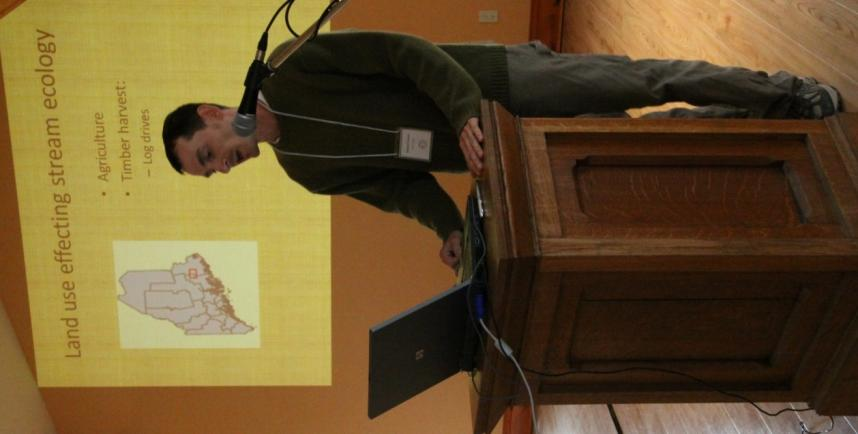 Land use effecting stream ecology
• Agriculture
• Timber harvest:
– Log drives